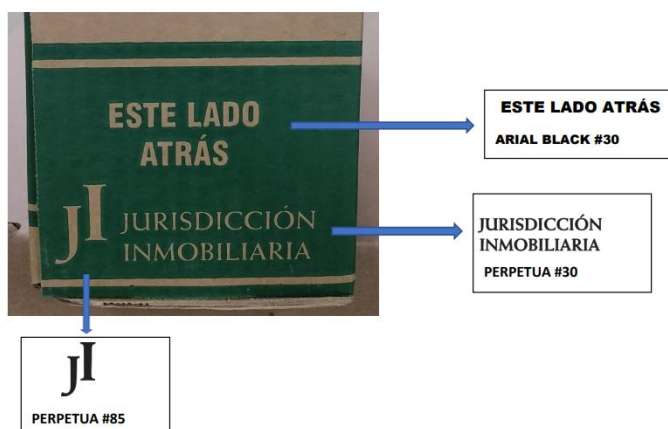 ESTE LADO
ATRÁS
JI JURISDICCIÓN
INMOBILIARIA
ESTE LADO ATRÁS
ARIAL BLACK #30
JURISDICCIÓN
INMOBILIARIA
PERPETUA #30
JI
PERPETUA #85